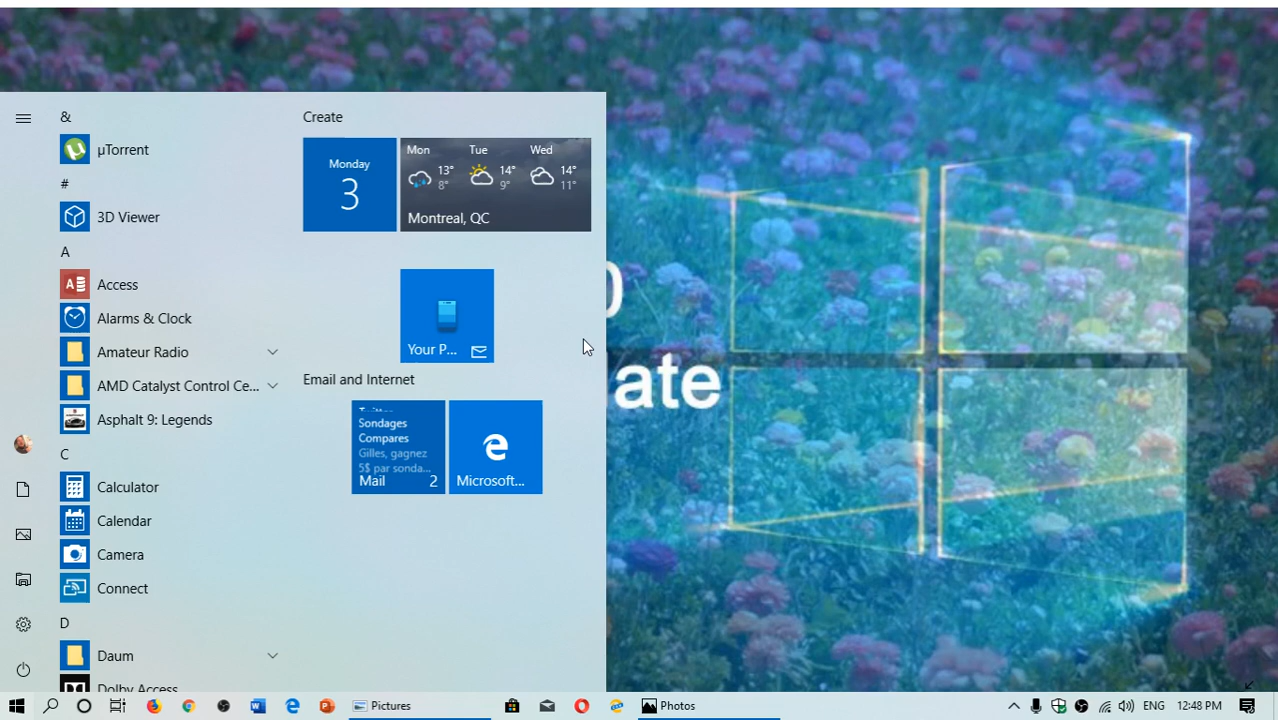 &
µTorrent
#
3D Viewer
A
Access
Alarms & Clock
Amateur Radio
AMD Catalyst Control Ce...
Asphalt 9: Legends
C
Calculator
Calendar
Camera
Connect
D
Daum
Dolby Access
Create
Monday
3
Mon
13°
8°
Tue
14°
9°
Wed
14°
11°
Montreal, QC
Your P...
Email and Internet
Twitter
Sondages
Compares
Gilles, gagnez
5$ par sonda...
Mail 2
Microsoft...
0
ate
Pictures
Photos
ENG
12:48 PM